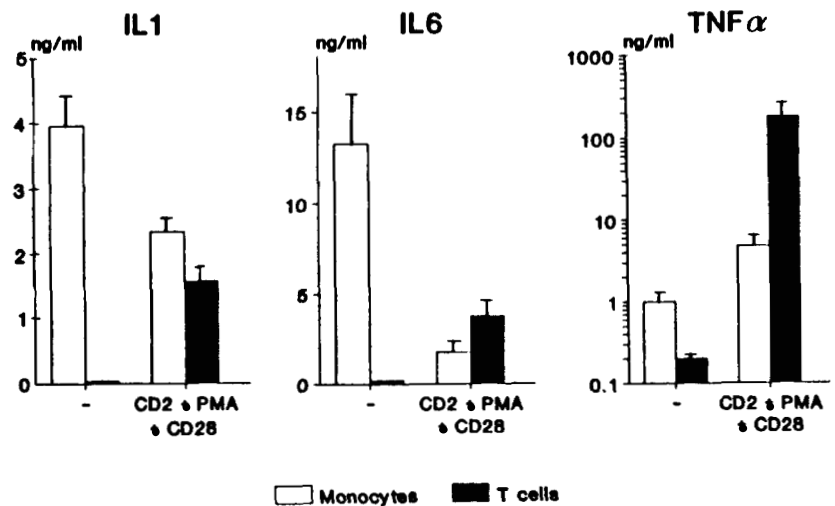 IL1
ng/ml
5
4
3
2
1
0
-
CD2 + PMA
+ CD28
IL6
ng/ml
15
10
5
0
-
CD2 + PMA
+ CD28
TNFα
ng/ml
1000
100
10
1
0.1
-
CD2 + PMA
+ CD28
Monocytes
T cells